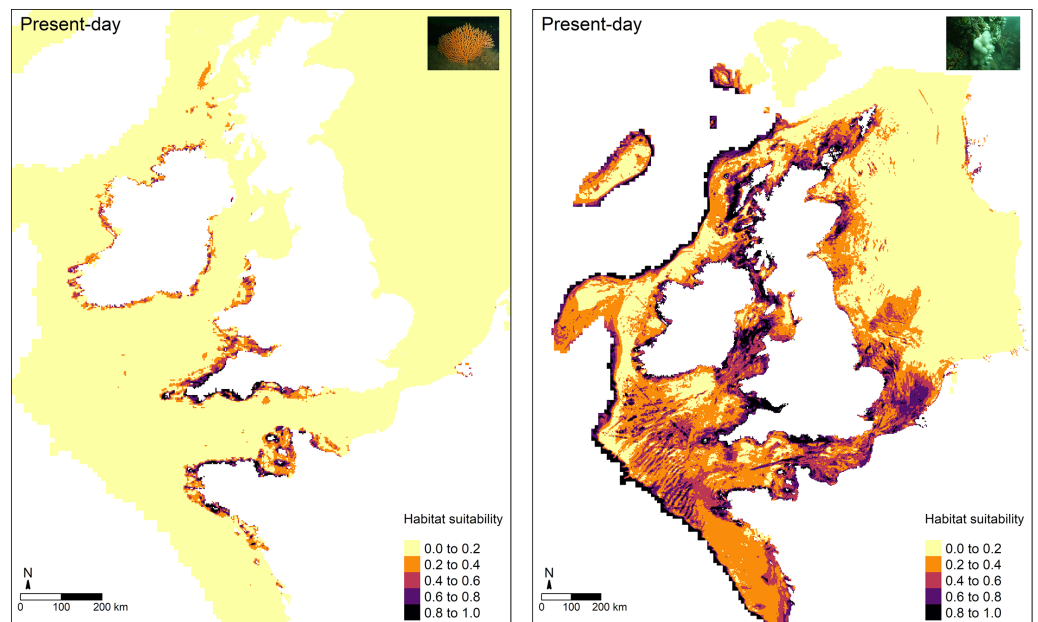 Present-day
Habitat suitability
0.0 to 0.2
0.2 to 0.4
0.4 to 0.6
0.6 to 0.8
0.8 to 1.0
N
0 100 200 km
Present-day
Habitat suitability
0.0 to 0.2
0.2 to 0.4
0.4 to 0.6
0.6 to 0.8
0.8 to 1.0
N
0 100 200 km